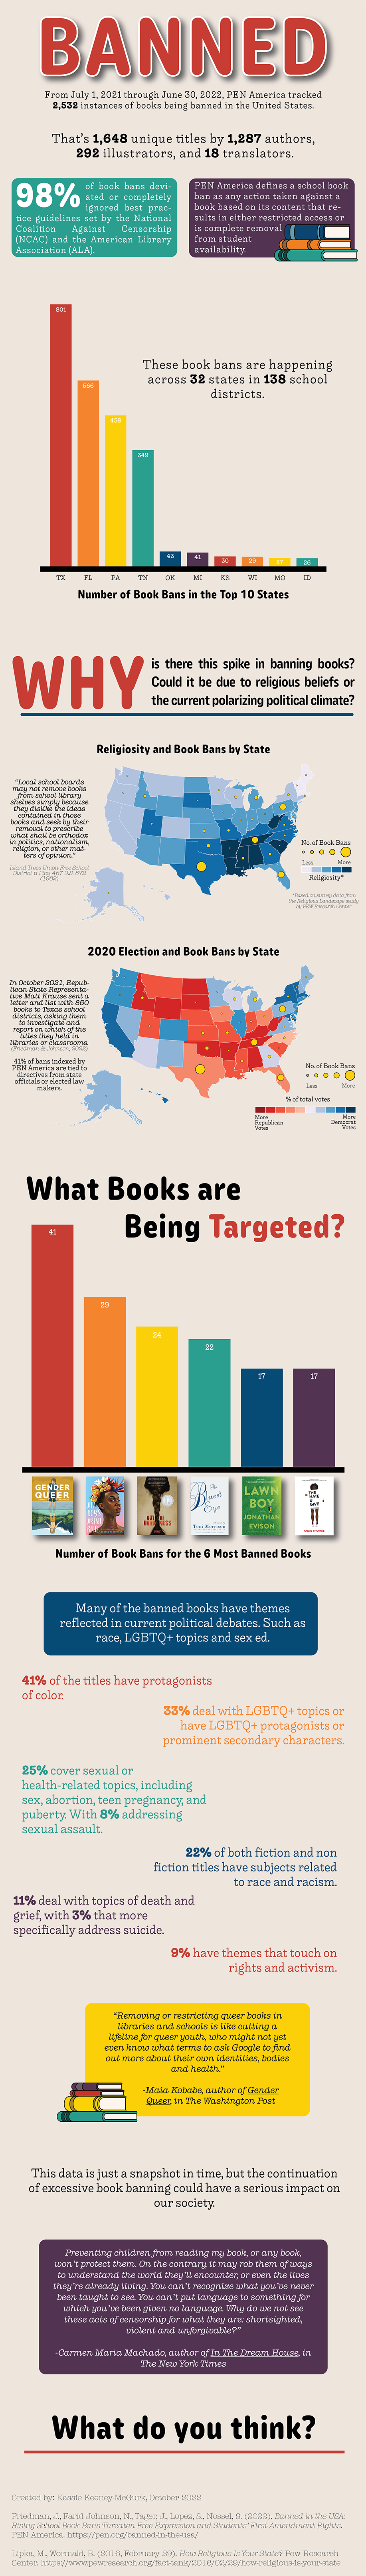 BANNED
From July 1, 2021 through June 30, 2022, PEN America tracked
2,532 instances of books being banned in the United States.
That's 1,648 unique titles by 1,287 authors,
292 illustrators, and 18 translators.
98% of book bans devi-
ated or completely
ignored best prac-
tice guidelines set by the National
Coalition Against Censorship
(NCAC) and the American Library
Association (ALA).
PEN America defines a school book
ban as any action taken against a
book based on its content that re-
sults in either restricted access or
is complete removal
from student
availability.
These book bans are happening
across 32 states in 138 school
districts.
801
566
458
349
43
41
30
29
27
26
TX FL PA TN OK MI KS WI MO ID
Number of Book Bans in the Top 10 States
WHY
is there this spike in banning books?
Could it be due to religious beliefs or
the current polarizing political climate?
Religiosity and Book Bans by State
"Local school boards
may not remove books
from school library
shelves simply because
they dislike the ideas
contained in those
books and seek by their
removal to prescribe
what shall be orthodox
in politics, nationalism,
religion, or other mat-
ters of opinion."
Island Trees Union Free School
District v. Pico, 457 U.S. 872
(1982)
No. of Book Bans
Less More
Religiosity*
*Based on survey data from
the Religious Landscape study
by PEW Research Center
2020 Election and Book Bans by State
In October 2021, Repub-
lican State Representa-
tive Matt Krause sent a
letter and list with 850
books to Texas school
districts, asking them
to investigate and
report on which of the
titles they held in
libraries or classrooms.
(Friedman & Johnson, 2022)
41% of bans indexed by
PEN America are tied to
directives from state
officials or elected law
makers.
No. of Book Bans
Less More
% of total votes
More
Republican
Votes
More
Democrat
Votes
What Books are
Being Targeted?
41
29
24
22
17
17
GENDER
QUEER
The
Bluest
Eye
Toni Morrison
LAWN
BOY
JONATHAN
EVISON
THE
HATE
U
GIVE
Number of Book Bans for the 6 Most Banned Books
Many of the banned books have themes
reflected in current political debates. Such as
race, LGBTQ+ topics and sex ed.
41% of the titles have protagonists
of color.
33% deal with LGBTQ+ topics or
have LGBTQ+ protagonists or
prominent secondary characters.
25% cover sexual or
health-related topics, including
sex, abortion, teen pregnancy, and
puberty. With 8% addressing
sexual assault.
22% of both fiction and non
fiction titles have subjects related
to race and racism.
11% deal with topics of death and
grief, with 3% that more
specifically address suicide.
9% have themes that touch on
rights and activism.
"Removing or restricting queer books in
libraries and schools is like cutting a
lifeline for queer youth, who might not yet
even know what terms to ask Google to find
out more about their own identities, bodies
and health."
-Maia Kobabe, author of Gender
Queer, in The Washington Post
This data is just a snapshot in time, but the continuation
of excessive book banning could have a serious impact on
our society.
Preventing children from reading my book, or any book,
won't protect them. On the contrary, it may rob them of ways
to understand the world they'll encounter, or even the lives
they're already living. You can't recognize what you've never
been taught to see. You can't put language to something for
which you've been given no language. Why do we not see
these acts of censorship for what they are: shortsighted,
violent and unforgivable?"
-Carmen Maria Machado, author of In The Dream House, in
The New York Times
What do you think?
Created by: Kassie Keeney-McGurk, October 2022
Friedman, J., Farid Johnson, N., Tager, J., Lopez, S., Nossel, S. (2022). Banned in the USA:
Rising School Book Bans Threaten Free Expression and Students' First Amendment Rights.
PEN America. https://pen.org/banned-in-the-usa/
Lipka, M., Wormald, B. (2016, February 29). How Religious Is Your State? Pew Research
Center. https://www.pewresearch.org/fact-tank/2016/02/29/how-religious-is-your-state